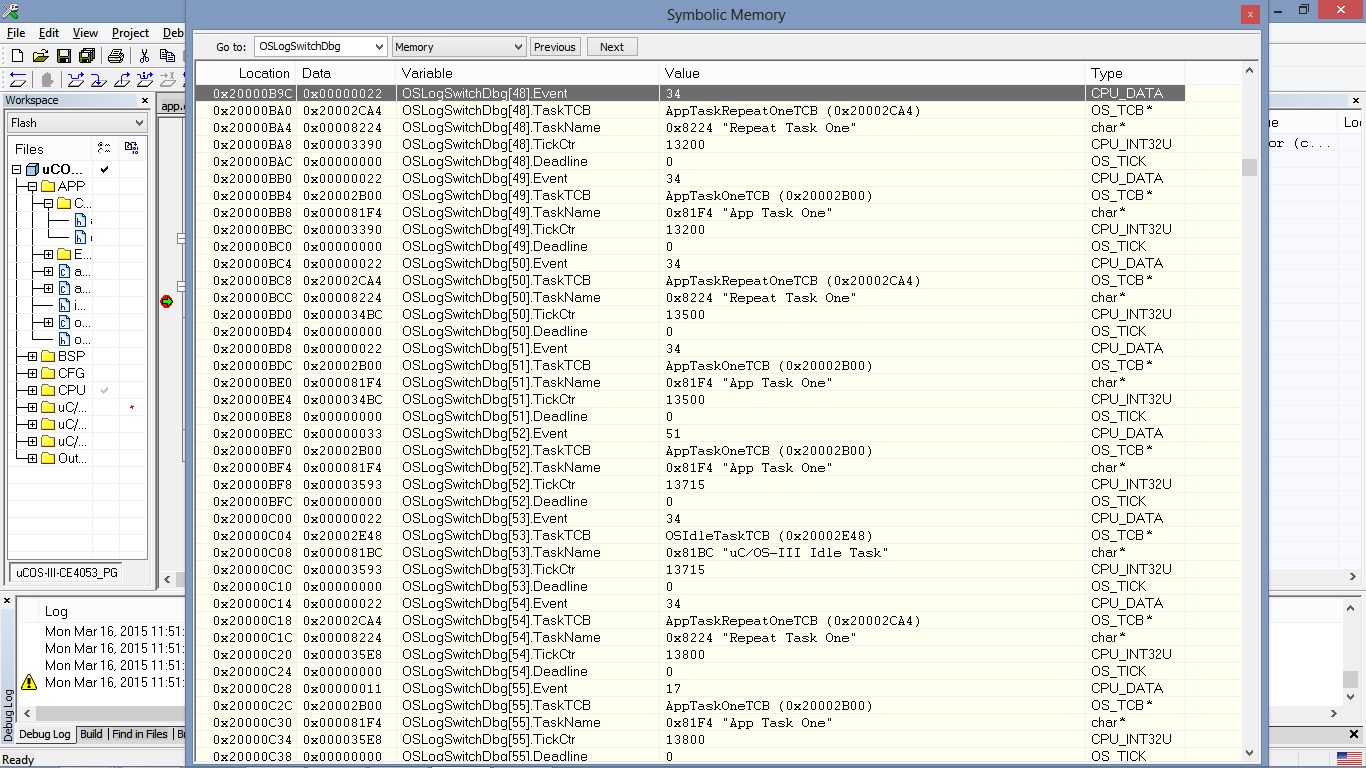 Symbolic Memory
File Edit View Project Deb
Go to: OSLogSwitchDbg Memory Previous Next
Workspace
app.c
Flash
Files
uCO...
APP
C...
E...
a...
a...
i...
o...
o...
BSP
CFG
CPU
uC/...
uC/...
uC/...
Out...
uCOS-III-CE4053_PG
Location Data Variable Value Type
0x20000B9C 0x00000022 OSLogSwitchDbg[48].Event 34 CPU_DATA
0x20000BA0 0x20002CA4 OSLogSwitchDbg[48].TaskTCB AppTaskRepeatOneTCB (0x20002CA4) OS_TCB*
0x20000BA4 0x00008224 OSLogSwitchDbg[48].TaskName 0x8224 "Repeat Task One" char*
0x20000BA8 0x00003390 OSLogSwitchDbg[48].TickCtr 13200 CPU_INT32U
0x20000BAC 0x00000000 OSLogSwitchDbg[48].Deadline 0 OS_TICK
0x20000BB0 0x00000022 OSLogSwitchDbg[49].Event 34 CPU_DATA
0x20000BB4 0x20002B00 OSLogSwitchDbg[49].TaskTCB AppTaskOneTCB (0x20002B00) OS_TCB*
0x20000BB8 0x000081F4 OSLogSwitchDbg[49].TaskName 0x81F4 "App Task One" char*
0x20000BBC 0x00003390 OSLogSwitchDbg[49].TickCtr 13200 CPU_INT32U
0x20000BC0 0x00000000 OSLogSwitchDbg[49].Deadline 0 OS_TICK
0x20000BC4 0x00000022 OSLogSwitchDbg[50].Event 34 CPU_DATA
0x20000BC8 0x20002CA4 OSLogSwitchDbg[50].TaskTCB AppTaskRepeatOneTCB (0x20002CA4) OS_TCB*
0x20000BCC 0x00008224 OSLogSwitchDbg[50].TaskName 0x8224 "Repeat Task One" char*
0x20000BD0 0x000034BC OSLogSwitchDbg[50].TickCtr 13500 CPU_INT32U
0x20000BD4 0x00000000 OSLogSwitchDbg[50].Deadline 0 OS_TICK
0x20000BD8 0x00000022 OSLogSwitchDbg[51].Event 34 CPU_DATA
0x20000BDC 0x20002B00 OSLogSwitchDbg[51].TaskTCB AppTaskOneTCB (0x20002B00) OS_TCB*
0x20000BE0 0x000081F4 OSLogSwitchDbg[51].TaskName 0x81F4 "App Task One" char*
0x20000BE4 0x000034BC OSLogSwitchDbg[51].TickCtr 13500 CPU_INT32U
0x20000BE8 0x00000000 OSLogSwitchDbg[51].Deadline 0 OS_TICK
0x20000BEC 0x00000033 OSLogSwitchDbg[52].Event 51 CPU_DATA
0x20000BF0 0x20002B00 OSLogSwitchDbg[52].TaskTCB AppTaskOneTCB (0x20002B00) OS_TCB*
0x20000BF4 0x000081F4 OSLogSwitchDbg[52].TaskName 0x81F4 "App Task One" char*
0x20000BF8 0x00003593 OSLogSwitchDbg[52].TickCtr 13715 CPU_INT32U
0x20000BFC 0x00000000 OSLogSwitchDbg[52].Deadline 0 OS_TICK
0x20000C00 0x00000022 OSLogSwitchDbg[53].Event 34 CPU_DATA
0x20000C04 0x20002E48 OSLogSwitchDbg[53].TaskTCB OSIdleTaskTCB (0x20002E48) OS_TCB*
0x20000C08 0x000081BC OSLogSwitchDbg[53].TaskName 0x81BC "uC/OS-III Idle Task" char*
0x20000C0C 0x00003593 OSLogSwitchDbg[53].TickCtr 13715 CPU_INT32U
0x20000C10 0x00000000 OSLogSwitchDbg[53].Deadline 0 OS_TICK
0x20000C14 0x00000022 OSLogSwitchDbg[54].Event 34 CPU_DATA
0x20000C18 0x20002CA4 OSLogSwitchDbg[54].TaskTCB AppTaskRepeatOneTCB (0x20002CA4) OS_TCB*
0x20000C1C 0x00008224 OSLogSwitchDbg[54].TaskName 0x8224 "Repeat Task One" char*
0x20000C20 0x000035E8 OSLogSwitchDbg[54].TickCtr 13800 CPU_INT32U
0x20000C24 0x00000000 OSLogSwitchDbg[54].Deadline 0 OS_TICK
0x20000C28 0x00000011 OSLogSwitchDbg[55].Event 17 CPU_DATA
0x20000C2C 0x20002B00 OSLogSwitchDbg[55].TaskTCB AppTaskOneTCB (0x20002B00) OS_TCB*
0x20000C30 0x000081F4 OSLogSwitchDbg[55].TaskName 0x81F4 "App Task One" char*
0x20000C34 0x000035E8 OSLogSwitchDbg[55].TickCtr 13800 CPU_INT32U
0x20000C38 0x00000000 OSLogSwitchDbg[55].Deadline 0 OS_TICK
or (c...
Log
Mon Mar 16, 2015 11:51:
Mon Mar 16, 2015 11:51:
Mon Mar 16, 2015 11:51:
Mon Mar 16, 2015 11:51:
Debug Log
Debug Log Build Find in Files
Ready